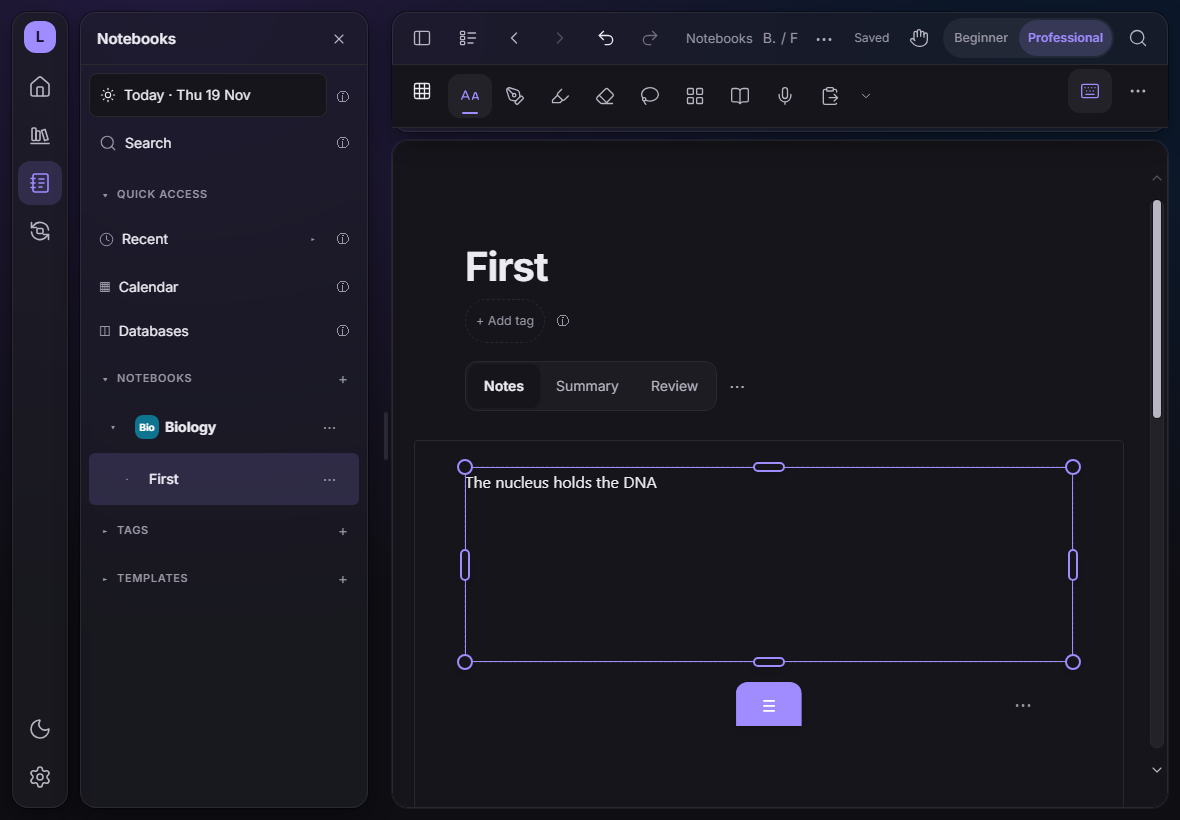 L
Notebooks
Today · Thu 19 Nov
Search
QUICK ACCESS
Recent
Calendar
Databases
NOTEBOOKS
Bio Biology
First
TAGS
TEMPLATES
Notebooks B. / F
Saved
Beginner
Professional
AA
First
+ Add tag
Notes
Summary
Review
The nucleus holds the DNA